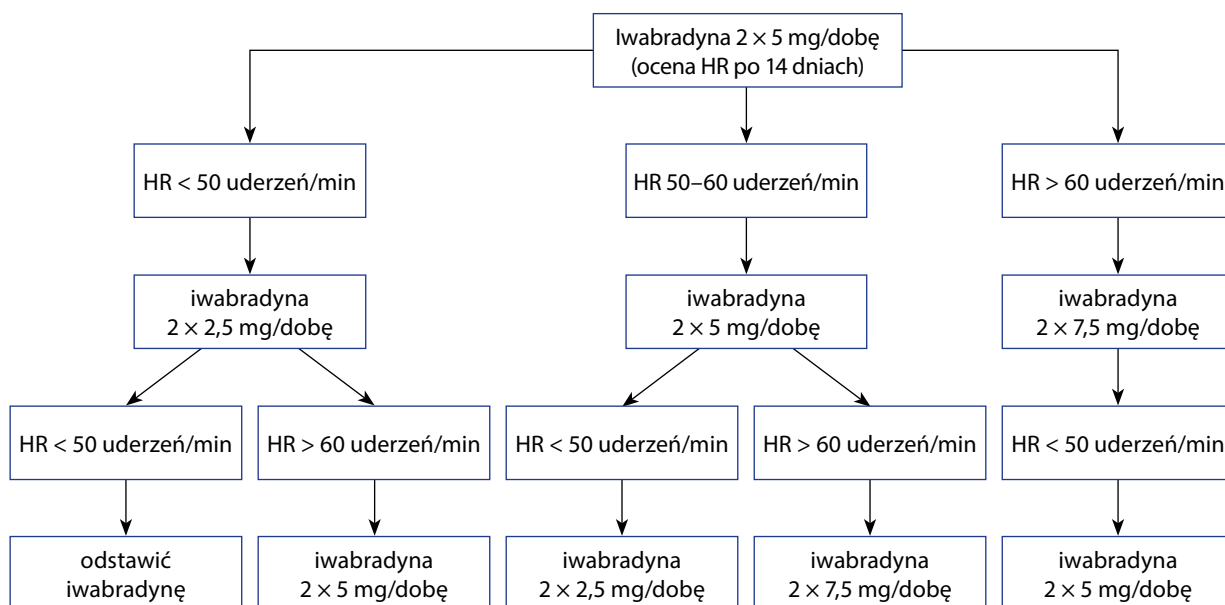 Iwabradyna 2 × 5 mg/dobę
(ocena HR po 14 dniach)
HR < 50 uderzeń/min
HR 50–60 uderzeń/min
HR > 60 uderzeń/min
iwabradyna
2 × 2,5 mg/dobę
iwabradyna
2 × 5 mg/dobę
iwabradyna
2 × 7,5 mg/dobę
HR < 50 uderzeń/min
HR > 60 uderzeń/min
HR < 50 uderzeń/min
HR > 60 uderzeń/min
HR < 50 uderzeń/min
odstawić
iwabradynę
iwabradyna
2 × 5 mg/dobę
iwabradyna
2 × 2,5 mg/dobę
iwabradyna
2 × 7,5 mg/dobę
iwabradyna
2 × 5 mg/dobę